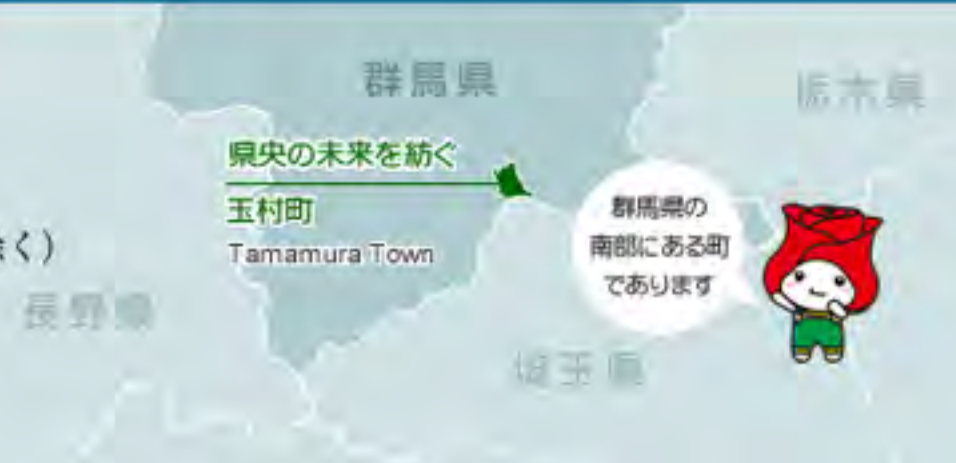 群馬県
栃木県
県央の未来を紡ぐ
玉村町
Tamamura Town
群馬県の
南部にある町
であります
く）
長野県
埼玉県